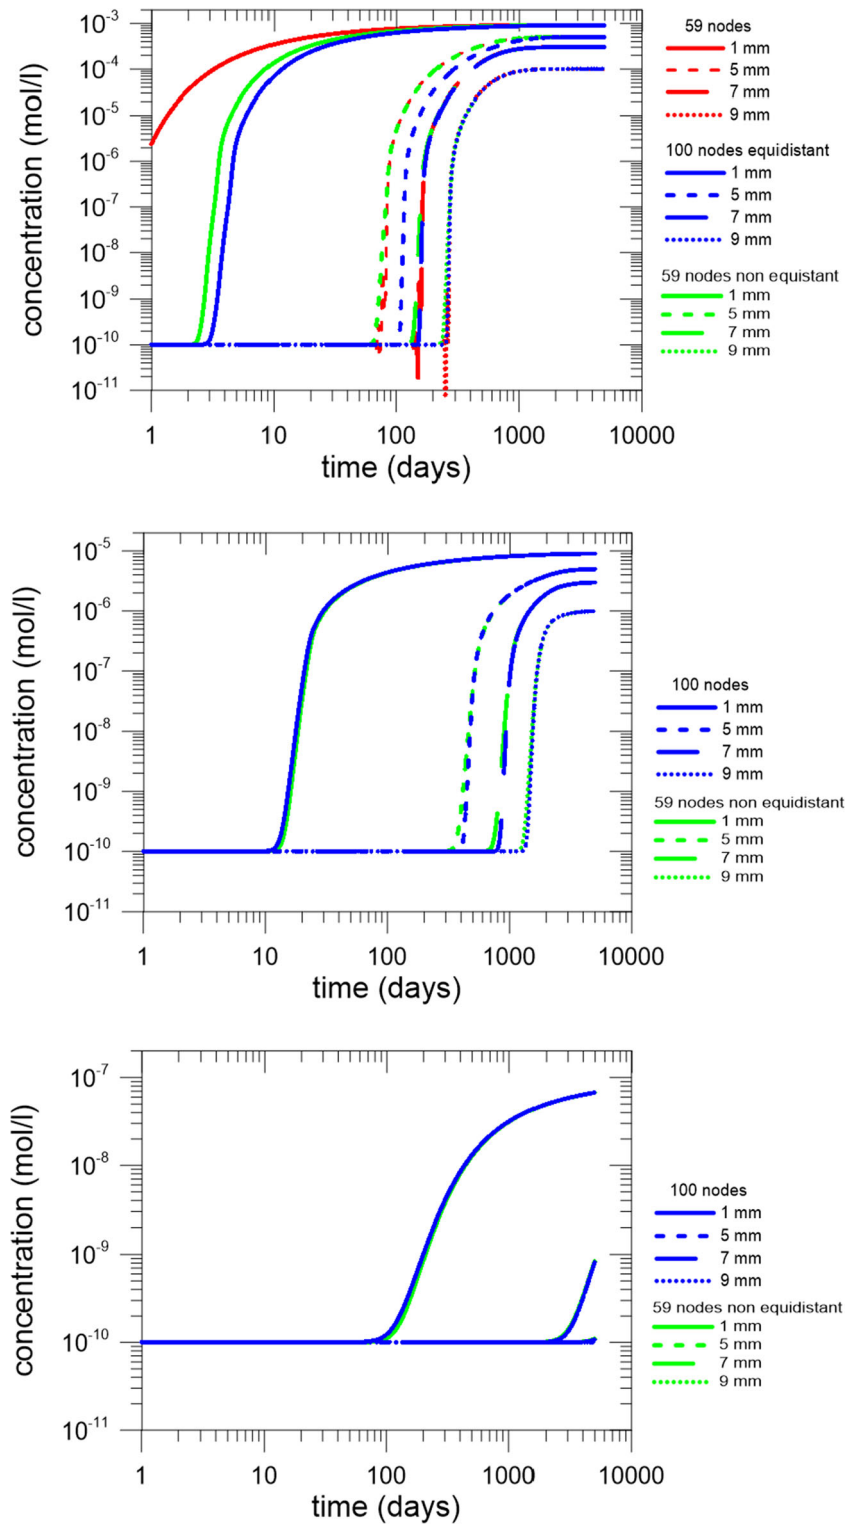 concentration (mol/l)
10-3
10-4
10-5
10-6
10-7
10-8
10-9
10-10
10-11
1 10 100 1000 10000
time (days)
59 nodes
1 mm
5 mm
7 mm
9 mm
100 nodes equidistant
1 mm
5 mm
7 mm
9 mm
59 nodes non equistant
1 mm
5 mm
7 mm
9 mm
concentration (mol/l)
10-5
10-6
10-7
10-8
10-9
10-10
10-11
1 10 100 1000 10000
time (days)
100 nodes
1 mm
5 mm
7 mm
9 mm
59 nodes non equidistant
1 mm
5 mm
7 mm
9 mm
concentration (mol/l)
10-7
10-8
10-9
10-10
10-11
1 10 100 1000 10000
time (days)
100 nodes
1 mm
5 mm
7 mm
9 mm
59 nodes non equidistant
1 mm
5 mm
7 mm
9 mm